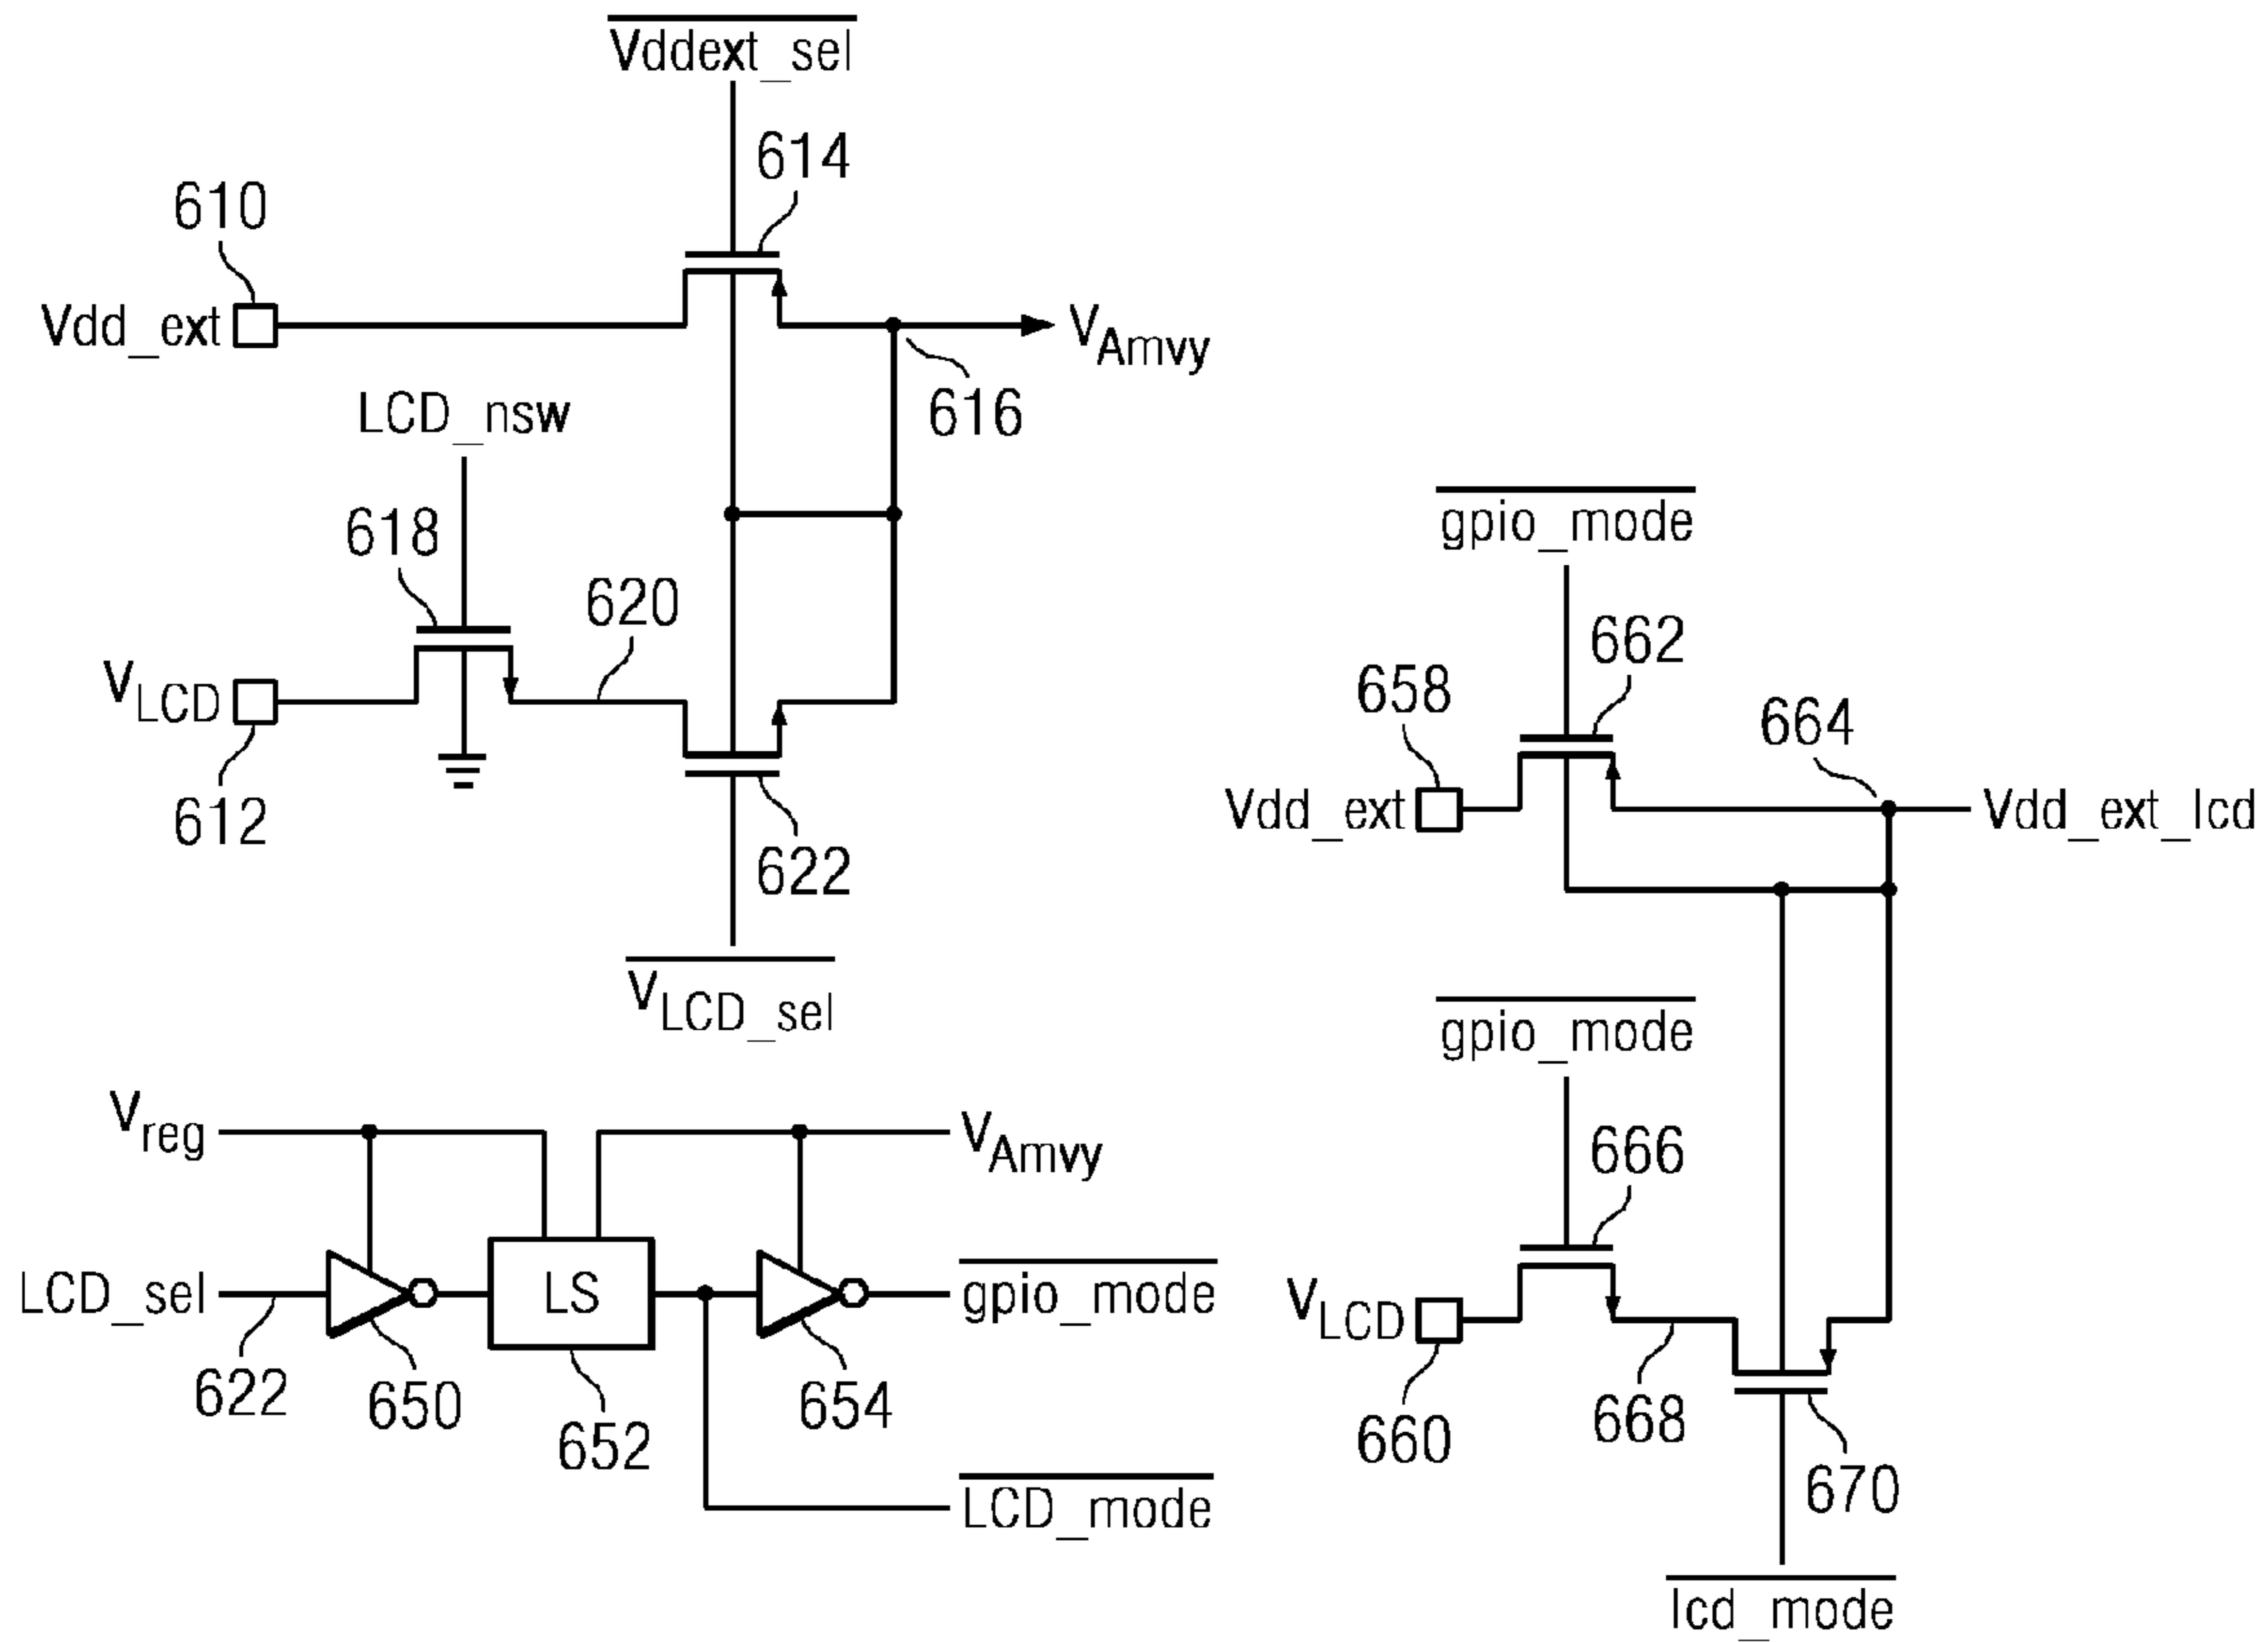 Vddext_sel
614
610
Vdd_ext
VAmvy
616
LCD_nsw
618
620
VLCD
612
622
VLCD_sel
gpio_mode
662
658
664
Vdd_ext
Vdd_ext_lcd
gpio_mode
666
VLCD
660
668
670
lcd_mode
Vreg
VAmvy
LCD_sel
LS
gpio_mode
622
650
652
654
LCD_mode